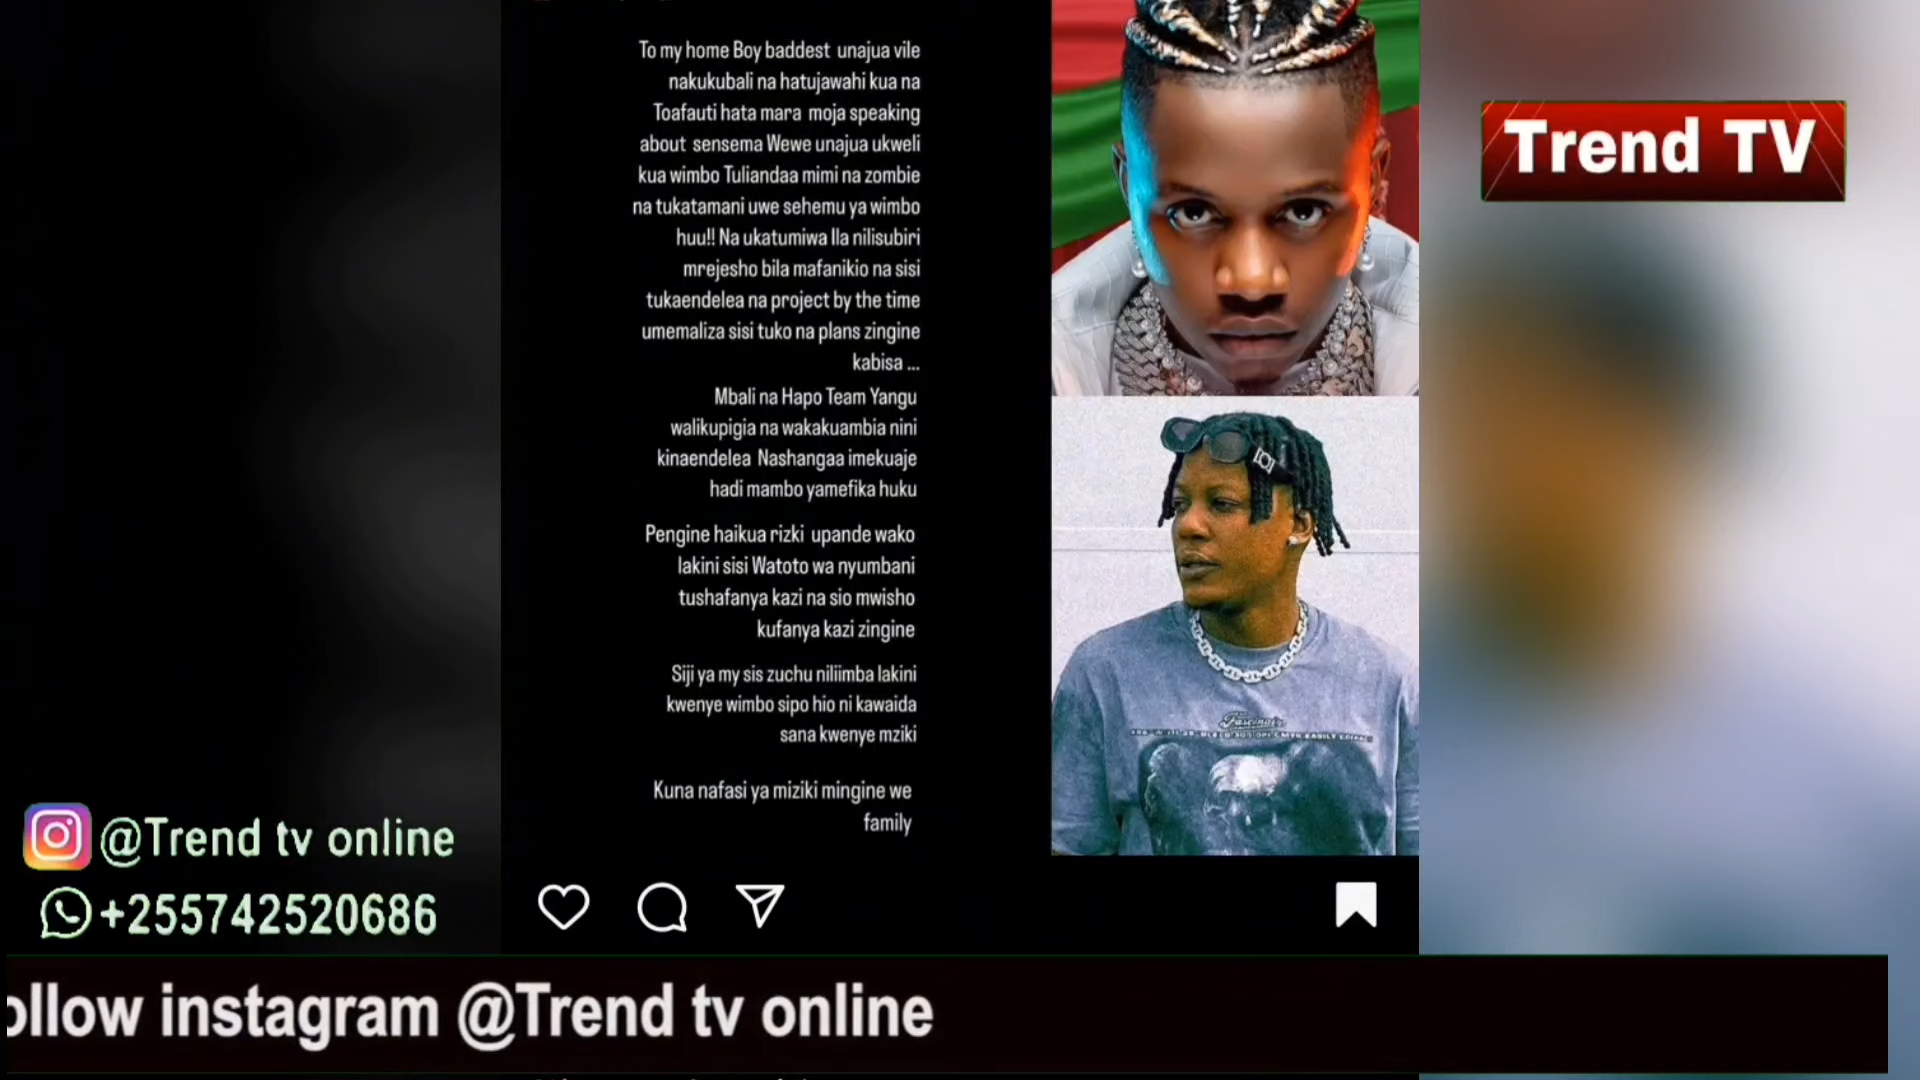 To my home Boy baddest unajua vile
nakukubali na hatujawahi kua na
Toafauti hata mara moja speaking
about sensema Wewe unajua ukweli
kua wimbo Tuliandaa mimi na zombie
na tukatamani uwe sehemu ya wimbo
huu!! Na ukatumiwa Ila nilisubiri
mrejesho bila mafanikio na sisi
tukaendelea na project by the time
umemaliza sisi tuko na plans zingine
kabisa ...
Mbali na Hapo Team Yangu
walikupigia na wakakuambia nini
kinaendelea Nashangaa imekuaje
hadi mambo yamefika huku
Pengine haikua rizki upande wako
lakini sisi Watoto wa nyumbani
tushafanya kazi na sio mwisho
kufanya kazi zingine
Siji ya my sis zuchu niliimba lakini
kwenye wimbo sipo hio ni kawaida
sana kwenye mziki
Kuna nafasi ya miziki mingine we
family
Trend TV
@Trend tv online
+255742520686
ollow instagram @Trend tv online